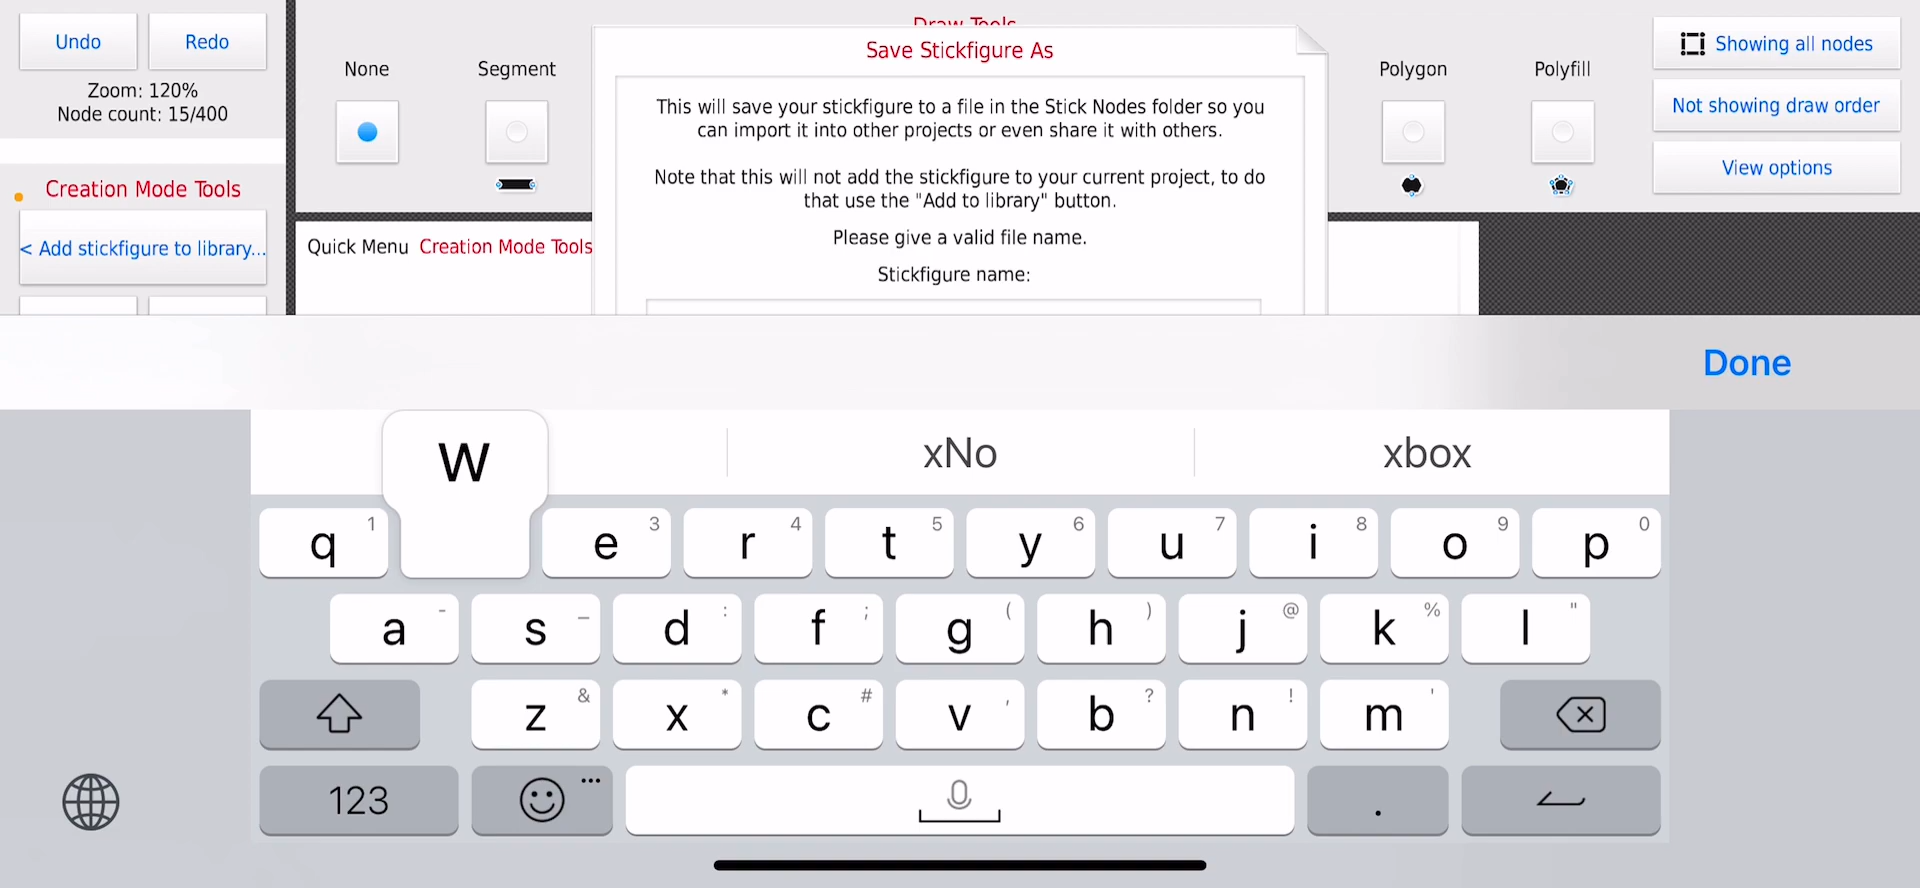 Undo
Redo
Zoom: 120%
Node count: 15/400
Creation Mode Tools
< Add stickfigure to library...
Draw Tools
None
Segment
Polygon
Polyfill
Showing all nodes
Not showing draw order
View options
Quick Menu Creation Mode Tools
Save Stickfigure As
This will save your stickfigure to a file in the Stick Nodes folder so you
can import it into other projects or even share it with others.
Note that this will not add the stickfigure to your current project, to do
that use the "Add to library" button.
Please give a valid file name.
Stickfigure name:
Done
w
xNo
xbox
q 1 e 3 r 4 t 5 y 6 u 7 i 8 o 9 p 0
a - s _ d : f ; g ( h ) j @ k % l "
z & x * c # v , b ? n ! m '
123
.